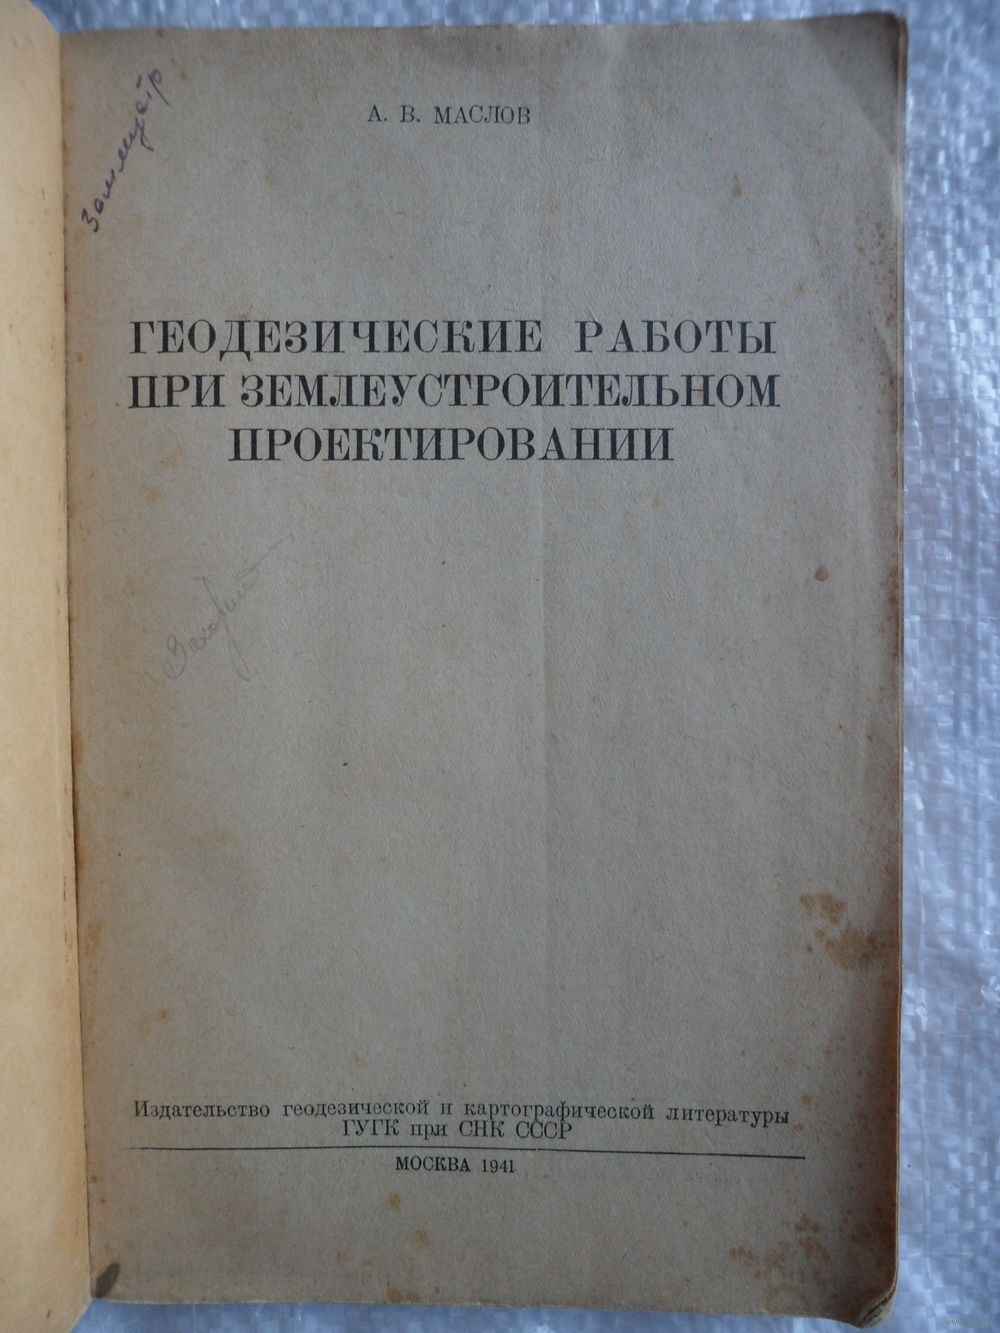 А. В. МАСЛОВ
ГЕОДЕЗИЧЕСКИЕ РАБОТЫ
ПРИ ЗЕМЛЕУСТРОИТЕЛЬНОМ
ПРОЕКТИРОВАНИИ
Издательство геодезической и картографической литературы
ГУГК при СНК СССР
МОСКВА 1941